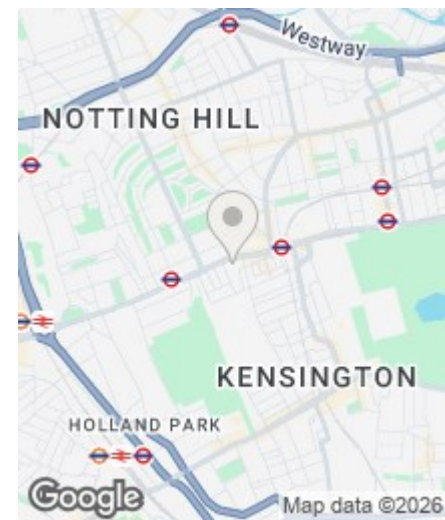 Westway
NOTTING HILL
KENSINGTON
HOLLAND PARK
Google
Map data ©2026